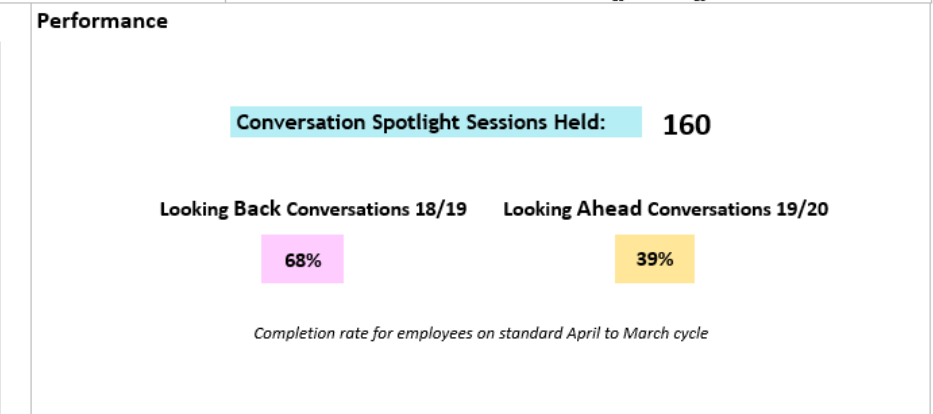 Performance
Conversation Spotlight Sessions Held: 160
Looking Back Conversations 18/19 Looking Ahead Conversations 19/20
68% 39%
Completion rate for employees on standard April to March cycle